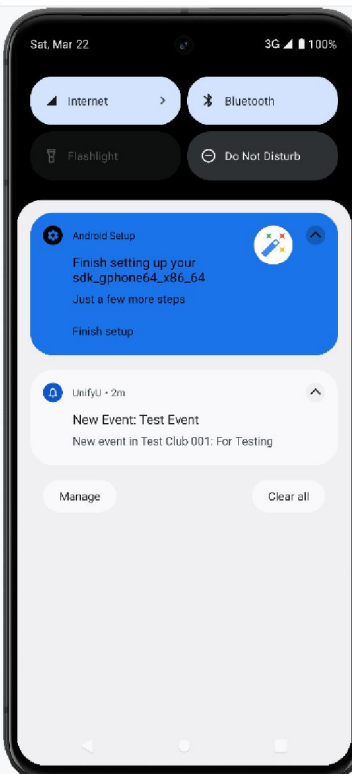 Sat, Mar 22 3G 100%
Internet Bluetooth
Flashlight Do Not Disturb
Android Setup
Finish setting up your
sdk_gphone64_x86_64
Just a few more steps
Finish setup
UnifyU • 2m
New Event: Test Event
New event in Test Club 001: For Testing
Manage Clear all